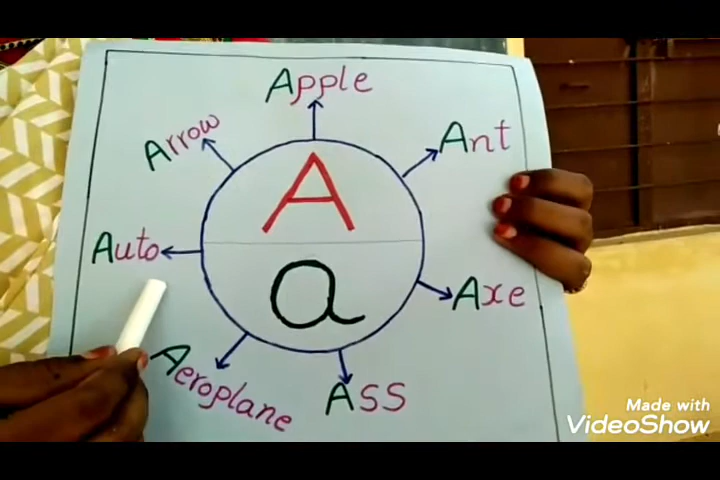 Apple
Arrow
Ant
A
Auto
a
Axe
Aeroplane
Ass
Made with
VideoShow